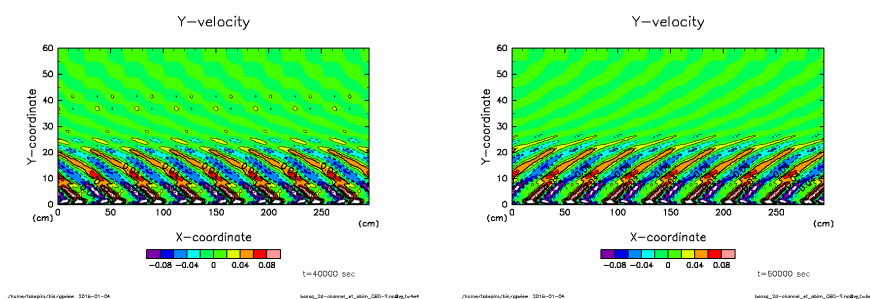 Y-velocity
60
50
40
30
20
10
0
Y-coordinate
0 50 100 150 200 250
(cm) (cm)
X-coordinate
-0.08 -0.04 0 0.04 0.08
t=40000 sec
/home/takepiro/bin/gpview 2016-01-04
Y-velocity
60
50
40
30
20
10
0
Y-coordinate
0 50 100 150 200 250
(cm) (cm)
X-coordinate
-0.08 -0.04 0 0.04 0.08
t=60000 sec
/home/takepiro/bin/gpview 2016-01-04